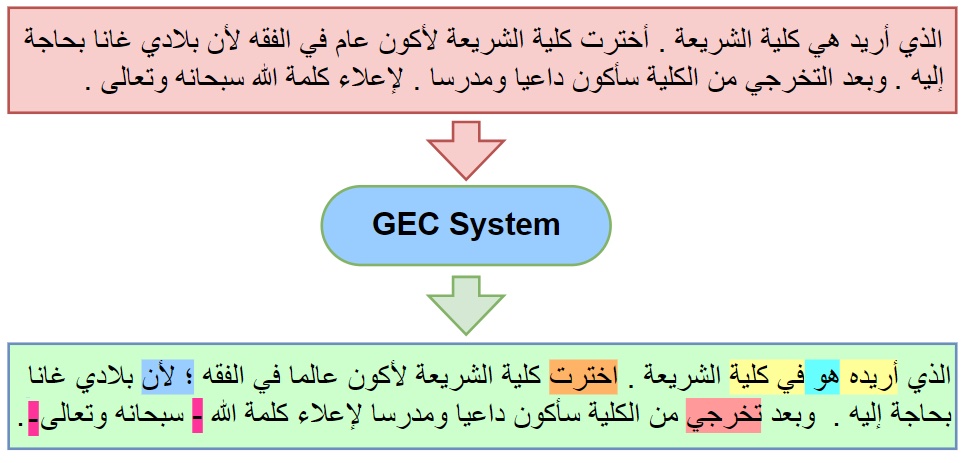 الذي أريد هي كلية الشريعة . أخترت كلية الشريعة لأكون عام في الفقه لأن بلادي غانا بحاجة
إليه . وبعد التخرجي من الكلية سأكون داعيا ومدرسا . لإعلاء كلمة الله سبحانه وتعالى .
GEC System
الذي أريده هو في كلية الشريعة . اخترت كلية الشريعة لأكون عالما في الفقه ؛ لأن بلادي غانا
بحاجة إليه . وبعد تخرجي من الكلية سأكون داعيا ومدرسا لإعلاء كلمة الله - سبحانه وتعالى- .